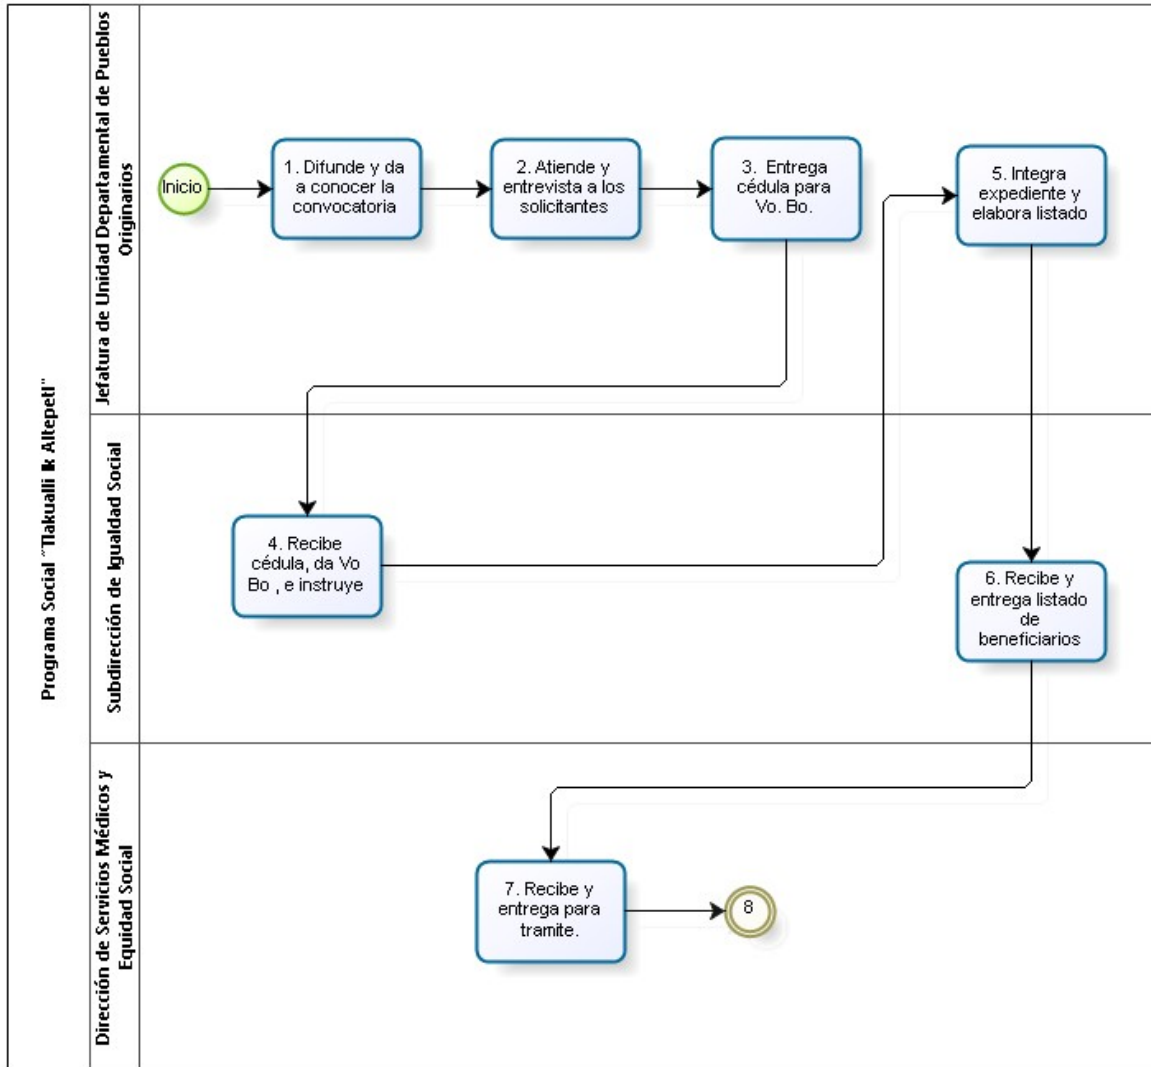 Programa Social "Tlakualli ik Altepetl"
Jefatura de Unidad Departamental de Pueblos
Originarios
Inicio
1. Difunde y da
a conocer la
convocatoria
2. Atiende y
entrevista a los
solicitantes
3. Entrega
cédula para
Vo. Bo.
5. Integra
expediente y
elabora listado
Subdirección de Igualdad Social
4. Recibe
cédula, da Vo
Bo , e instruye
6. Recibe y
entrega listado
de
beneficiarios
Dirección de Servicios Médicos y
Equidad Social
7. Recibe y
entrega para
tramite.
8